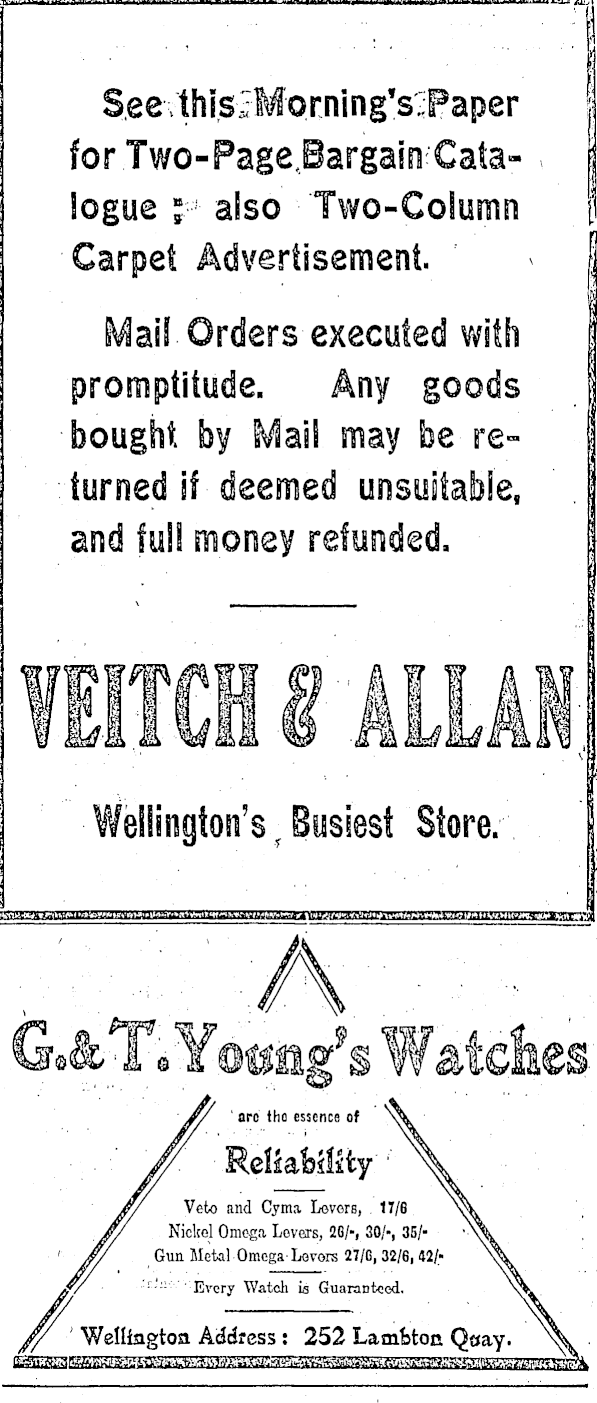 See this Morning's Paper
for Two-Page Bargain Cata-
logue ; also Two-Column
Carpet Advertisement.
Mail Orders executed with
promptitude. Any goods
bought by Mail may be re-
turned if deemed unsuitable,
and full money refunded.
VEITCH & ALLAN
Wellington's Busiest Store.
G. & T. Young's Watches
are the essence of
Reliability
Veto and Cyma Levers, 17/6
Nickel Omega Levers, 26/-, 30/-, 35/-
Gun Metal Omega Levers 27/6, 32/6, 42/-
Every Watch is Guaranteed.
Wellington Address : 252 Lambton Quay.